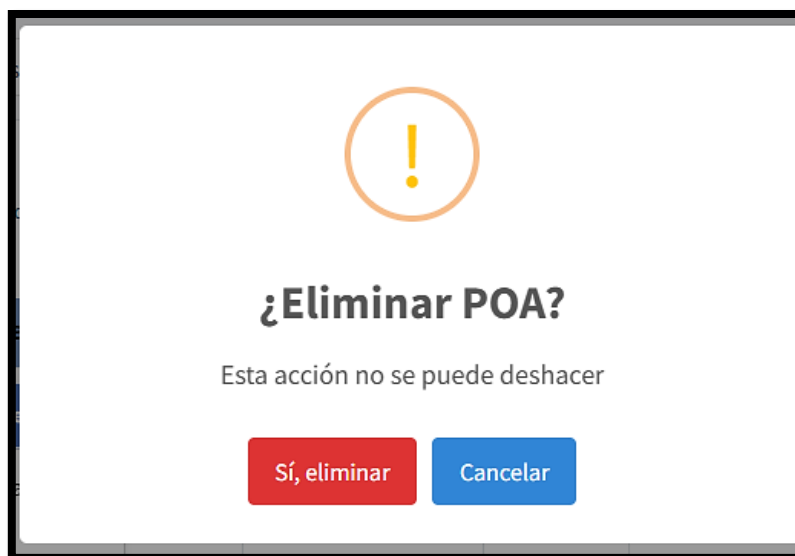 !
¿Eliminar POA?
Esta acción no se puede deshacer
Sí, eliminar
Cancelar